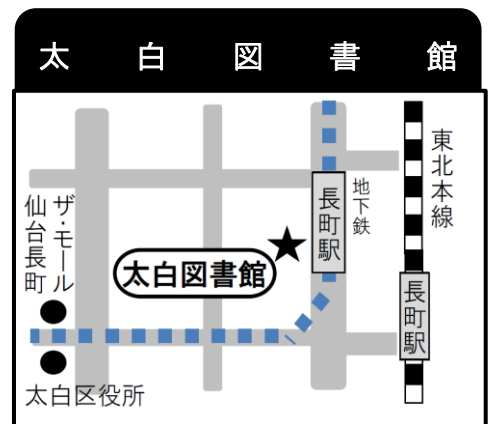 太白図書館
東北本線
地下鉄
長町駅
ザ・モール
仙台長町
太白図書館
長町駅
太白区役所